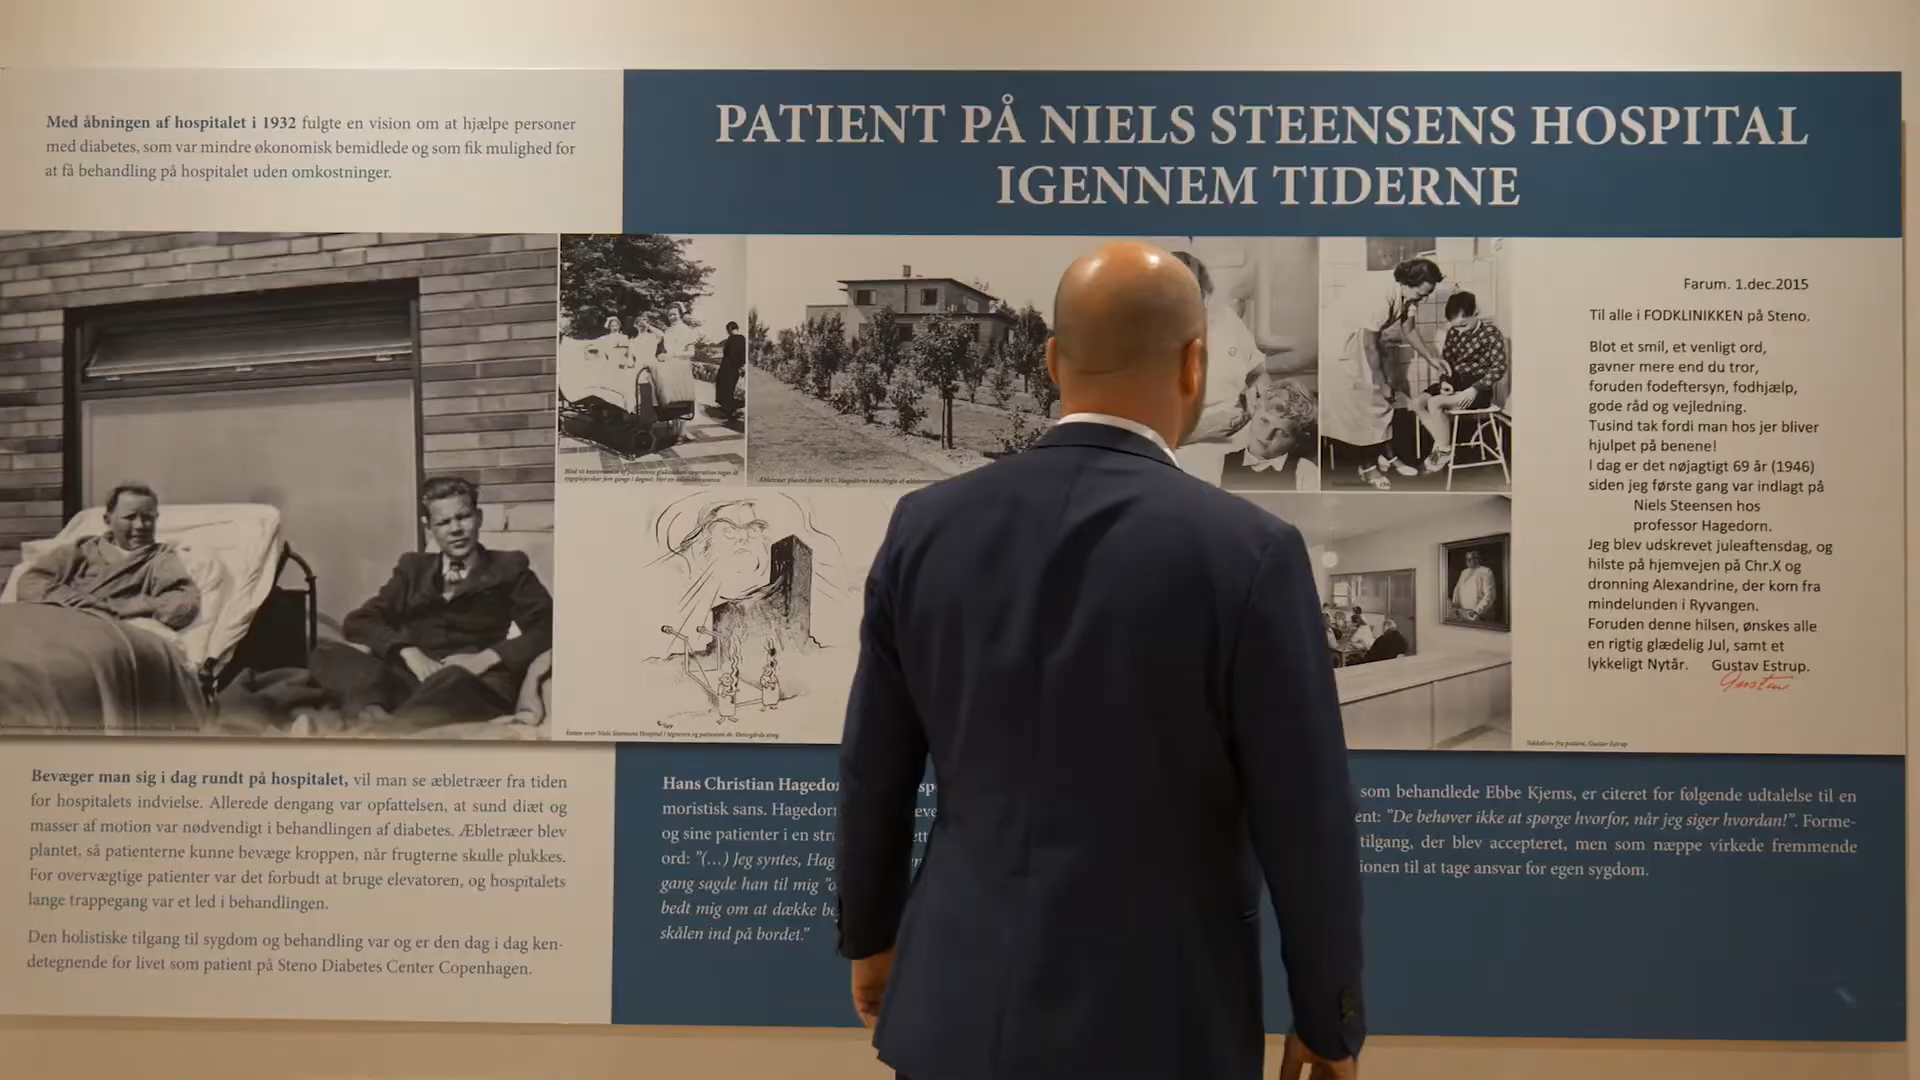 Med åbningen af hospitalet i 1932 fulgte en vision om at hjælpe personer
med diabetes, som var mindre økonomisk bemidlede og som fik mulighed for
at få behandling på hospitalet uden omkostninger.
PATIENT PÅ NIELS STEENSENS HOSPITAL
IGENNEM TIDERNE
Farum. 1.dec.2015
Til alle i FODKLINIKKEN på Steno.
Blot et smil, et venligt ord,
gavner mere end du tror,
foruden fodeftersyn, fodhjælp,
gode råd og vejledning.
Tusind tak fordi man hos jer bliver
hjulpet på benene!
I dag er det nøjagtigt 69 år (1946)
siden jeg første gang var indlagt på
Niels Steensen hos
professor Hagedorn.
Jeg blev udskrevet juleaftensdag, og
hilste på hjemvejen på Chr.X og
dronning Alexandrine, der kom fra
mindelunden i Ryvangen.
Foruden denne hilsen, ønskes alle
en rigtig glædelig Jul, samt et
lykkeligt Nytår. Gustav Estrup.
Gustav
Takkebrev fra patient, Gustav Estrup
Bevæger man sig i dag rundt på hospitalet, vil man se æbletræer fra tiden
for hospitalets indvielse. Allerede dengang var opfattelsen, at sund diæt og
masser af motion var nødvendigt i behandlingen af diabetes. Æbletræer blev
plantet, så patienterne kunne bevæge kroppen, når frugterne skulle plukkes.
For overvægtige patienter var det forbudt at bruge elevatoren, og hospitalets
lange trappegang var et led i behandlingen.
Den holistiske tilgang til sygdom og behandling var og er den dag i dag ken-
detegnende for livet som patient på Steno Diabetes Center Copenhagen.
Hans Christian Hagedor
moristisk sans. Hagedorn
og sine patienter i en str
ord: "(…) Jeg syntes, Hag
gang sagde han til mig "o
bedt mig om at dække bo
skålen ind på bordet."
som behandlede Ebbe Kjems, er citeret for følgende udtalelse til en
ent: "De behøver ikke at spørge hvorfor, når jeg siger hvordan!". Forme-
tilgang, der blev accepteret, men som næppe virkede fremmende
ionen til at tage ansvar for egen sygdom.